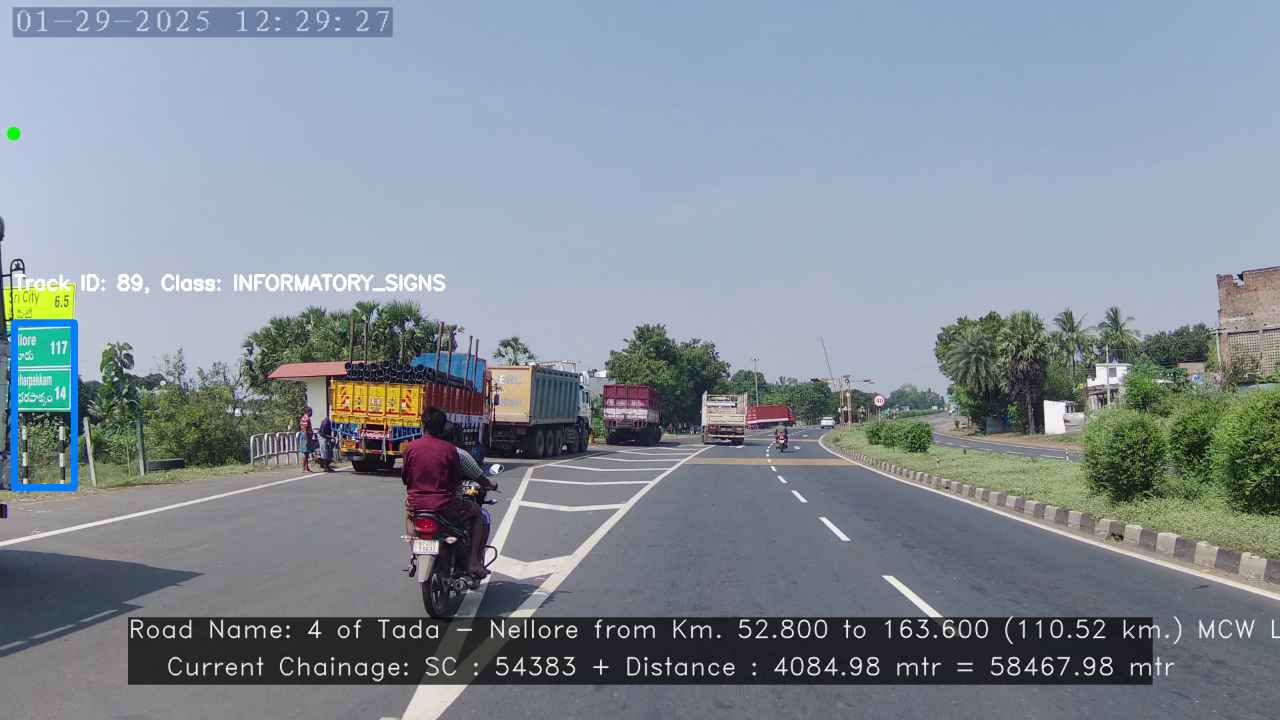 01-29-2025 12:29:27
Track ID: 89, Class: INFORMATORY_SIGNS
Sri City 6.5
117
14
Road Name: 4 of Tada - Nellore from Km. 52.800 to 163.600 (110.52 km.) MCW L
Current Chainage: SC : 54383 + Distance : 4084.98 mtr = 58467.98 mtr